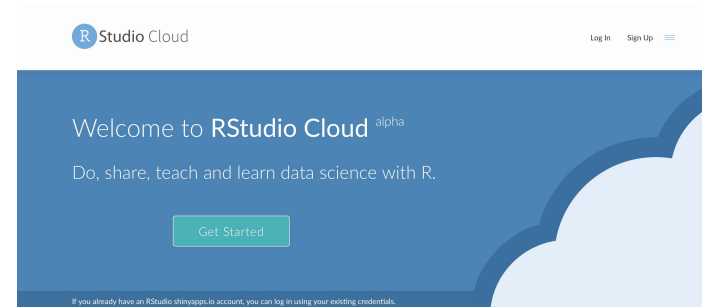 R Studio Cloud
Log In Sign Up
Welcome to RStudio Cloud alpha
Do, share, teach and learn data science with R.
Get Started
If you already have an RStudio shinyapps.io account, you can log in using your existing credentials.